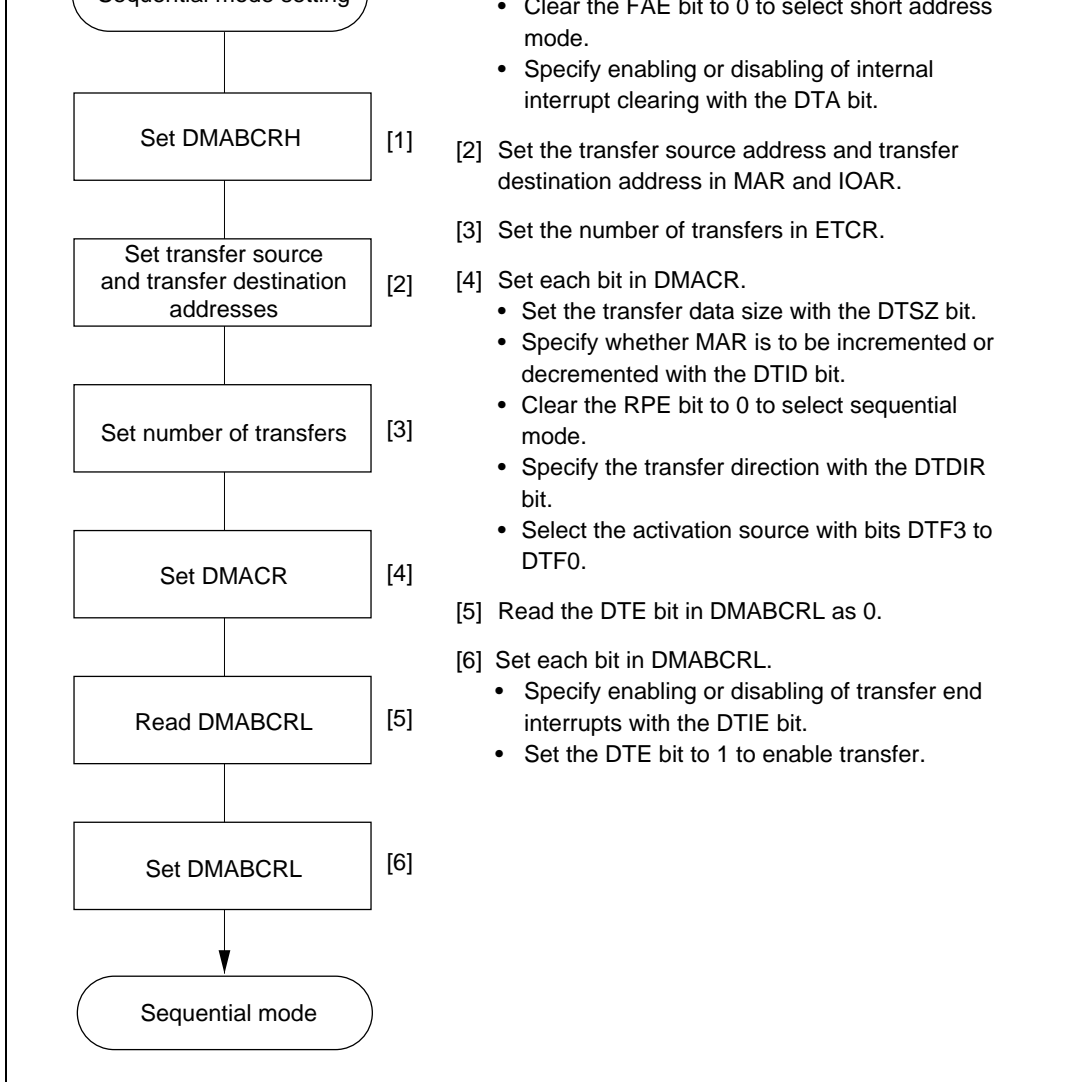 Sequential mode setting
Set DMABCRH
[1]
Set transfer source
and transfer destination
addresses
[2]
Set number of transfers
[3]
Set DMACR
[4]
Read DMABCRL
[5]
Set DMABCRL
[6]
Sequential mode
• Clear the FAE bit to 0 to select short address
mode.
• Specify enabling or disabling of internal
interrupt clearing with the DTA bit.
[2] Set the transfer source address and transfer
destination address in MAR and IOAR.
[3] Set the number of transfers in ETCR.
[4] Set each bit in DMACR.
• Set the transfer data size with the DTSZ bit.
• Specify whether MAR is to be incremented or
decremented with the DTID bit.
• Clear the RPE bit to 0 to select sequential
mode.
• Specify the transfer direction with the DTDIR
bit.
• Select the activation source with bits DTF3 to
DTF0.
[5] Read the DTE bit in DMABCRL as 0.
[6] Set each bit in DMABCRL.
• Specify enabling or disabling of transfer end
interrupts with the DTIE bit.
• Set the DTE bit to 1 to enable transfer.